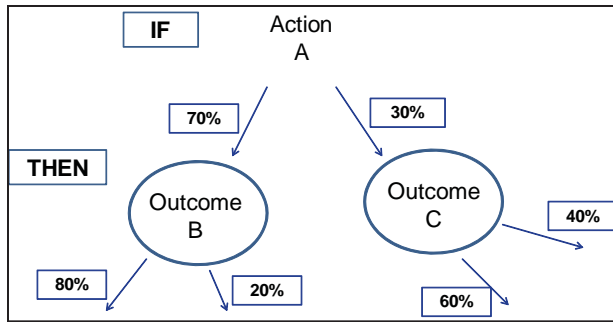 IF
Action
A
70%
30%
THEN
Outcome
B
Outcome
C
40%
80%
20%
60%